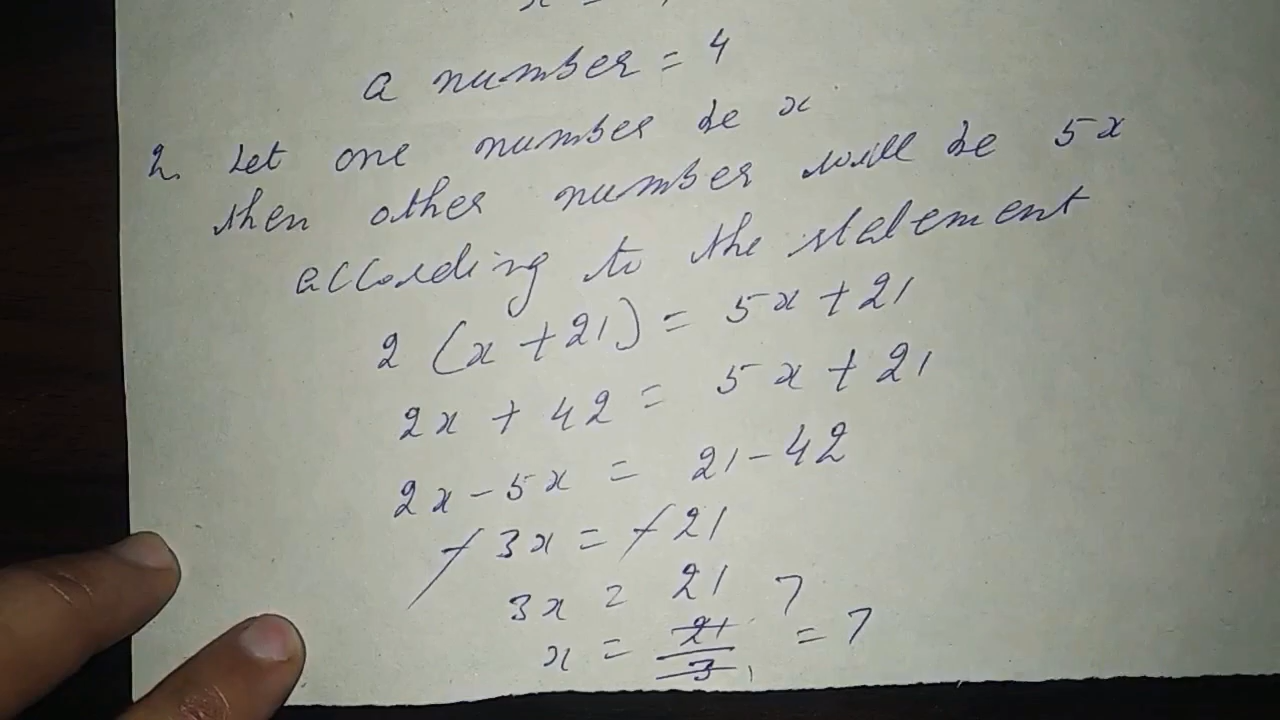 a number = 4
2. Let one number be x
then other number will be 5x
according to the statement
2 (x + 21) = 5x + 21
2x + 42 = 5x + 21
2x - 5x = 21 - 42
- 3x = - 21
3x = 21
x = 21/3 7 1 = 7